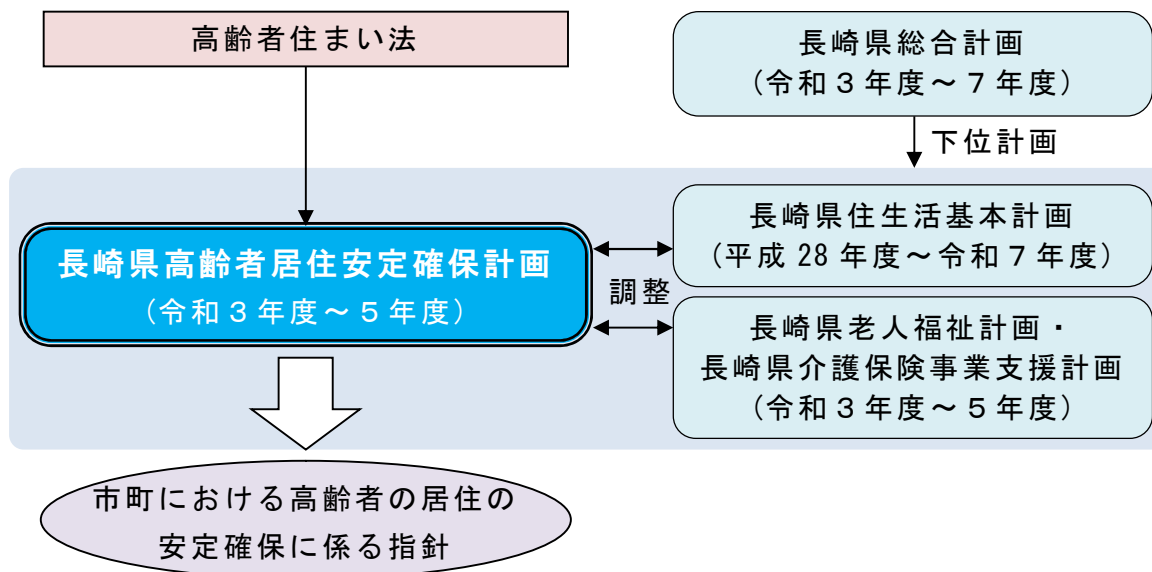 高齢者住まい法
長崎県総合計画
（令和３年度～７年度）
下位計画
長崎県高齢者居住安定確保計画
（令和３年度～５年度）
調整
長崎県住生活基本計画
（平成 28 年度～令和７年度）
長崎県老人福祉計画・
長崎県介護保険事業支援計画
（令和３年度～５年度）
市町における高齢者の居住の
安定確保に係る指針